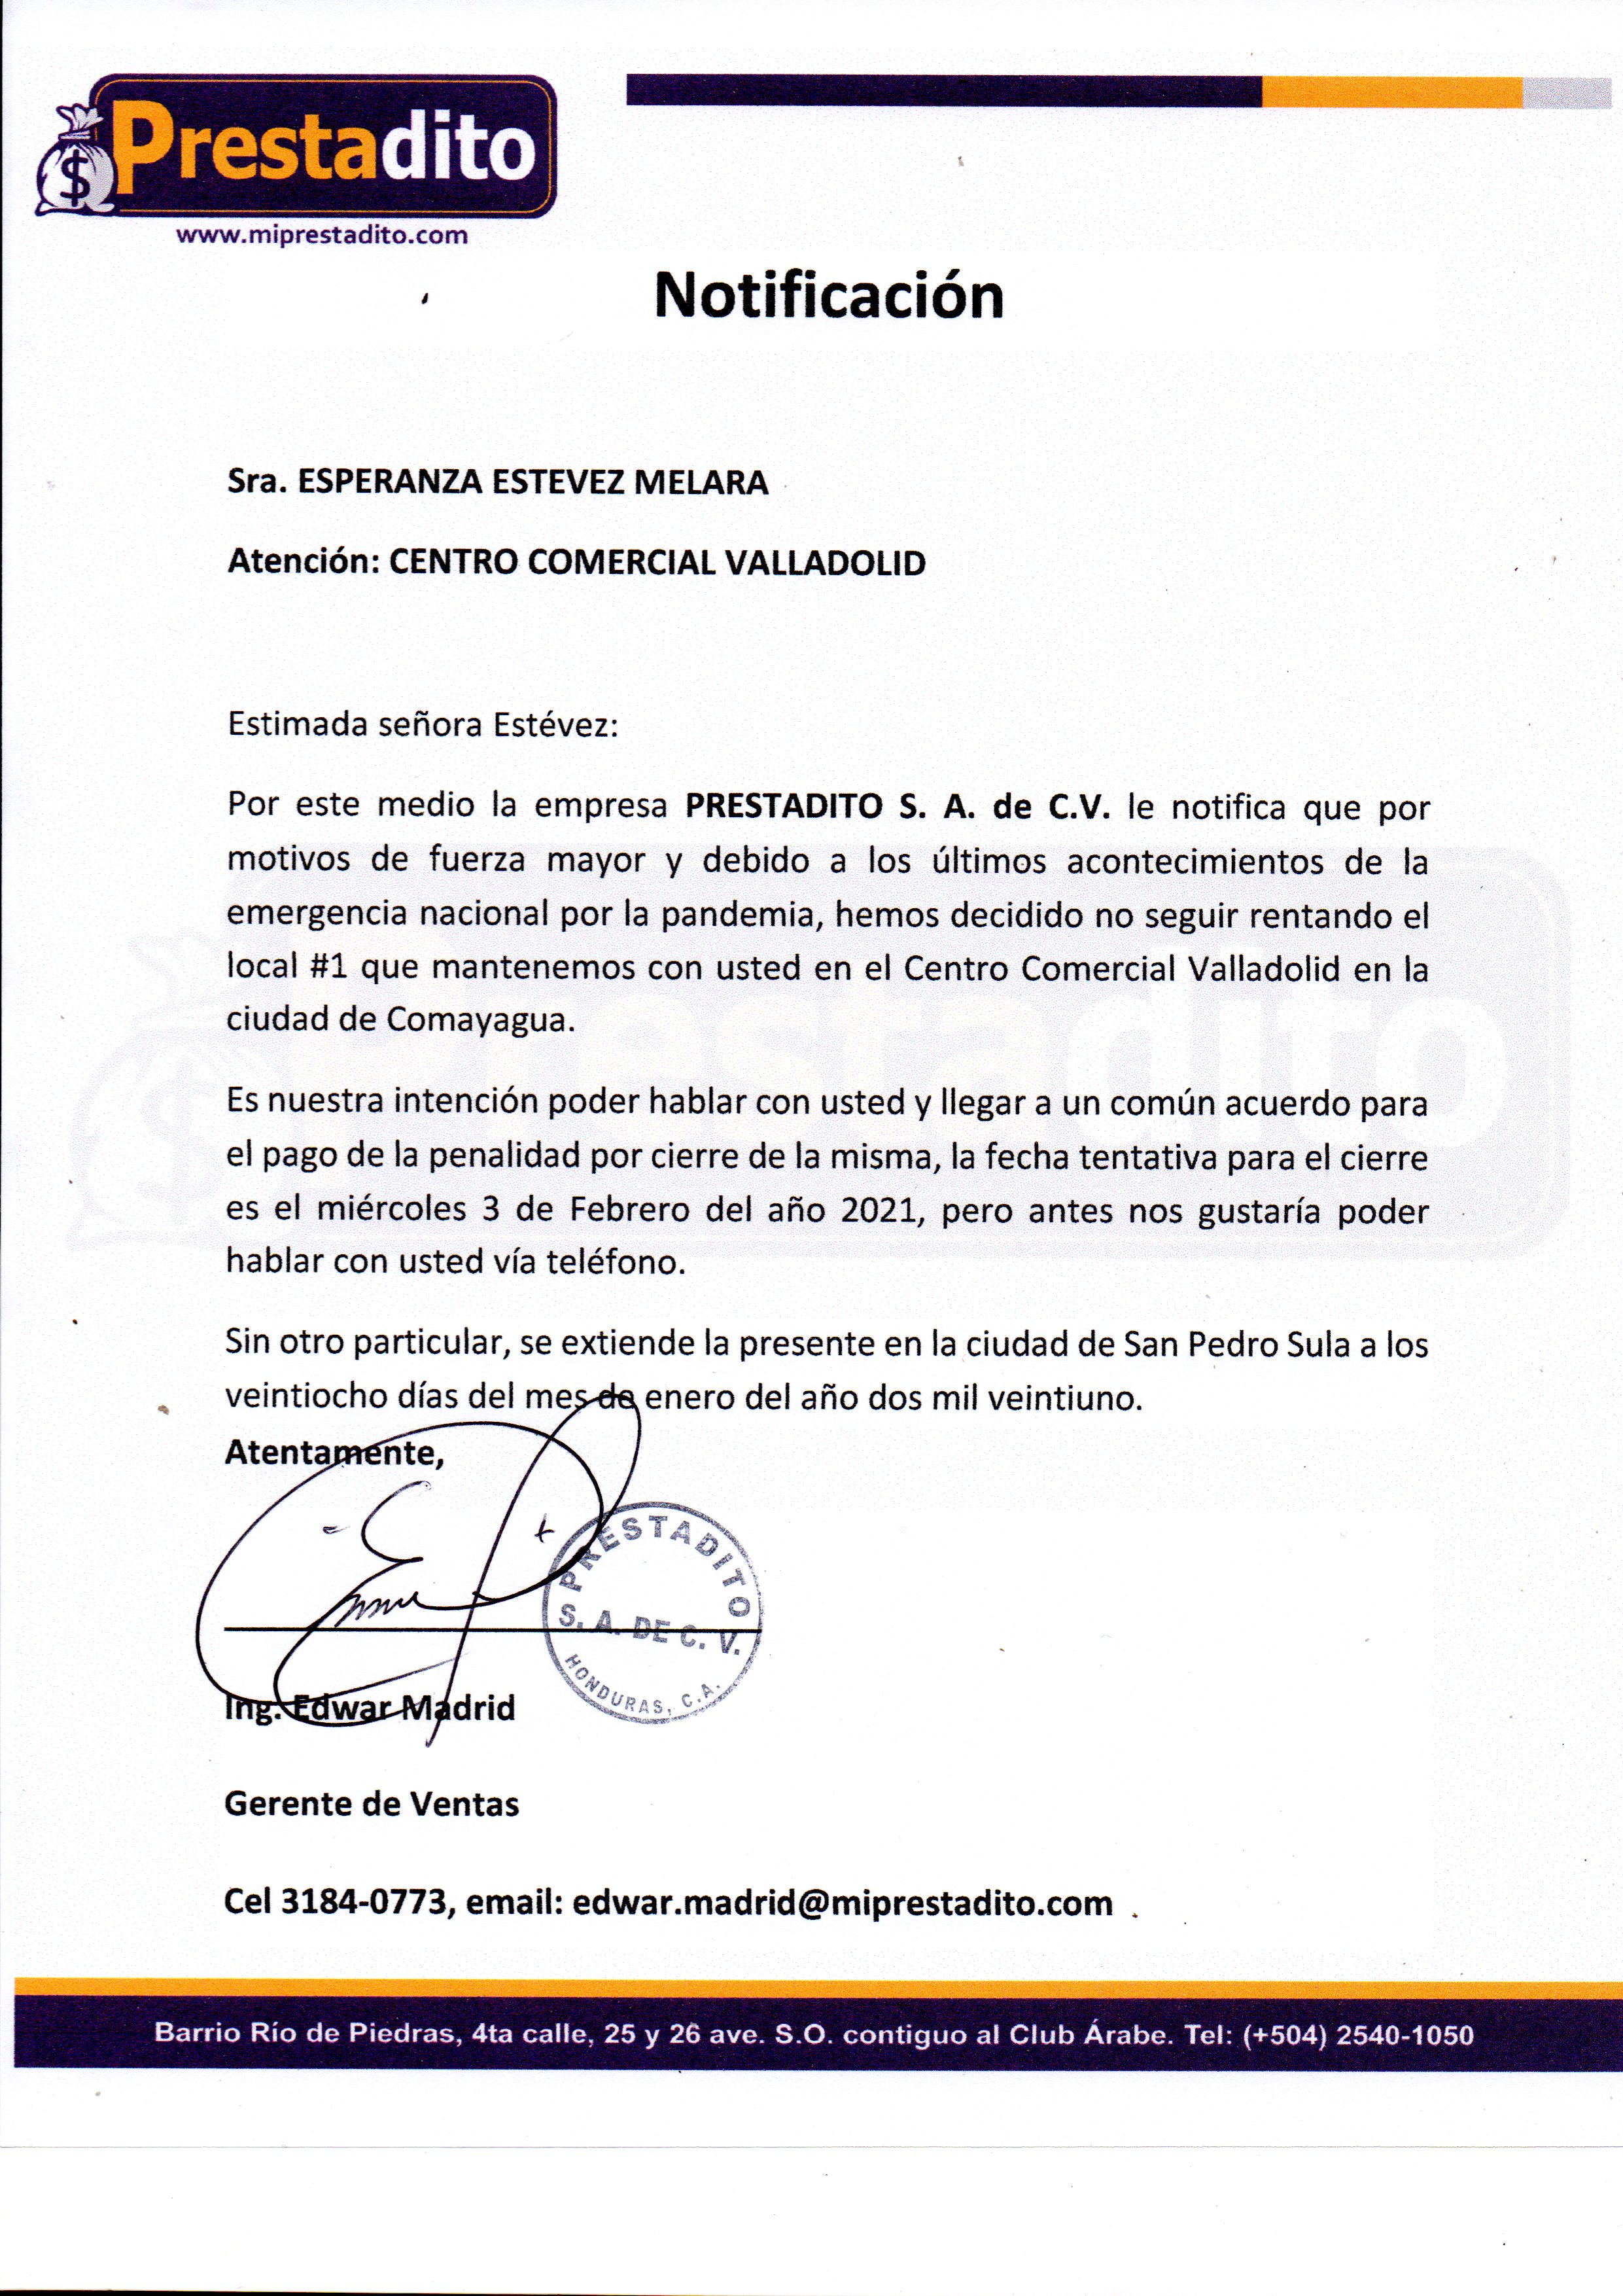 Prestadito
www.miprestadito.com
Notificación
Sra. ESPERANZA ESTEVEZ MELARA
Atención: CENTRO COMERCIAL VALLADOLID
Estimada señora Estévez:
Por este medio la empresa PRESTADITO S. A. de C.V. le notifica que por
motivos de fuerza mayor y debido a los últimos acontecimientos de la
emergencia nacional por la pandemia, hemos decidido no seguir rentando el
local #1 que mantenemos con usted en el Centro Comercial Valladolid en la
ciudad de Comayagua.
Es nuestra intención poder hablar con usted y llegar a un común acuerdo para
el pago de la penalidad por cierre de la misma, la fecha tentativa para el cierre
es el miércoles 3 de Febrero del año 2021, pero antes nos gustaría poder
hablar con usted vía teléfono.
Sin otro particular, se extiende la presente en la ciudad de San Pedro Sula a los
veintiocho días del mes de enero del año dos mil veintiuno.
Atentamente,
PRESTADITO
S. A. DE C. V.
HONDURAS, C.A.
Ing. Edwar Madrid
Gerente de Ventas
Cel 3184-0773, email: edwar.madrid@miprestadito.com
Barrio Río de Piedras, 4ta calle, 25 y 26 ave. S.O. contiguo al Club Árabe. Tel: (+504) 2540-1050